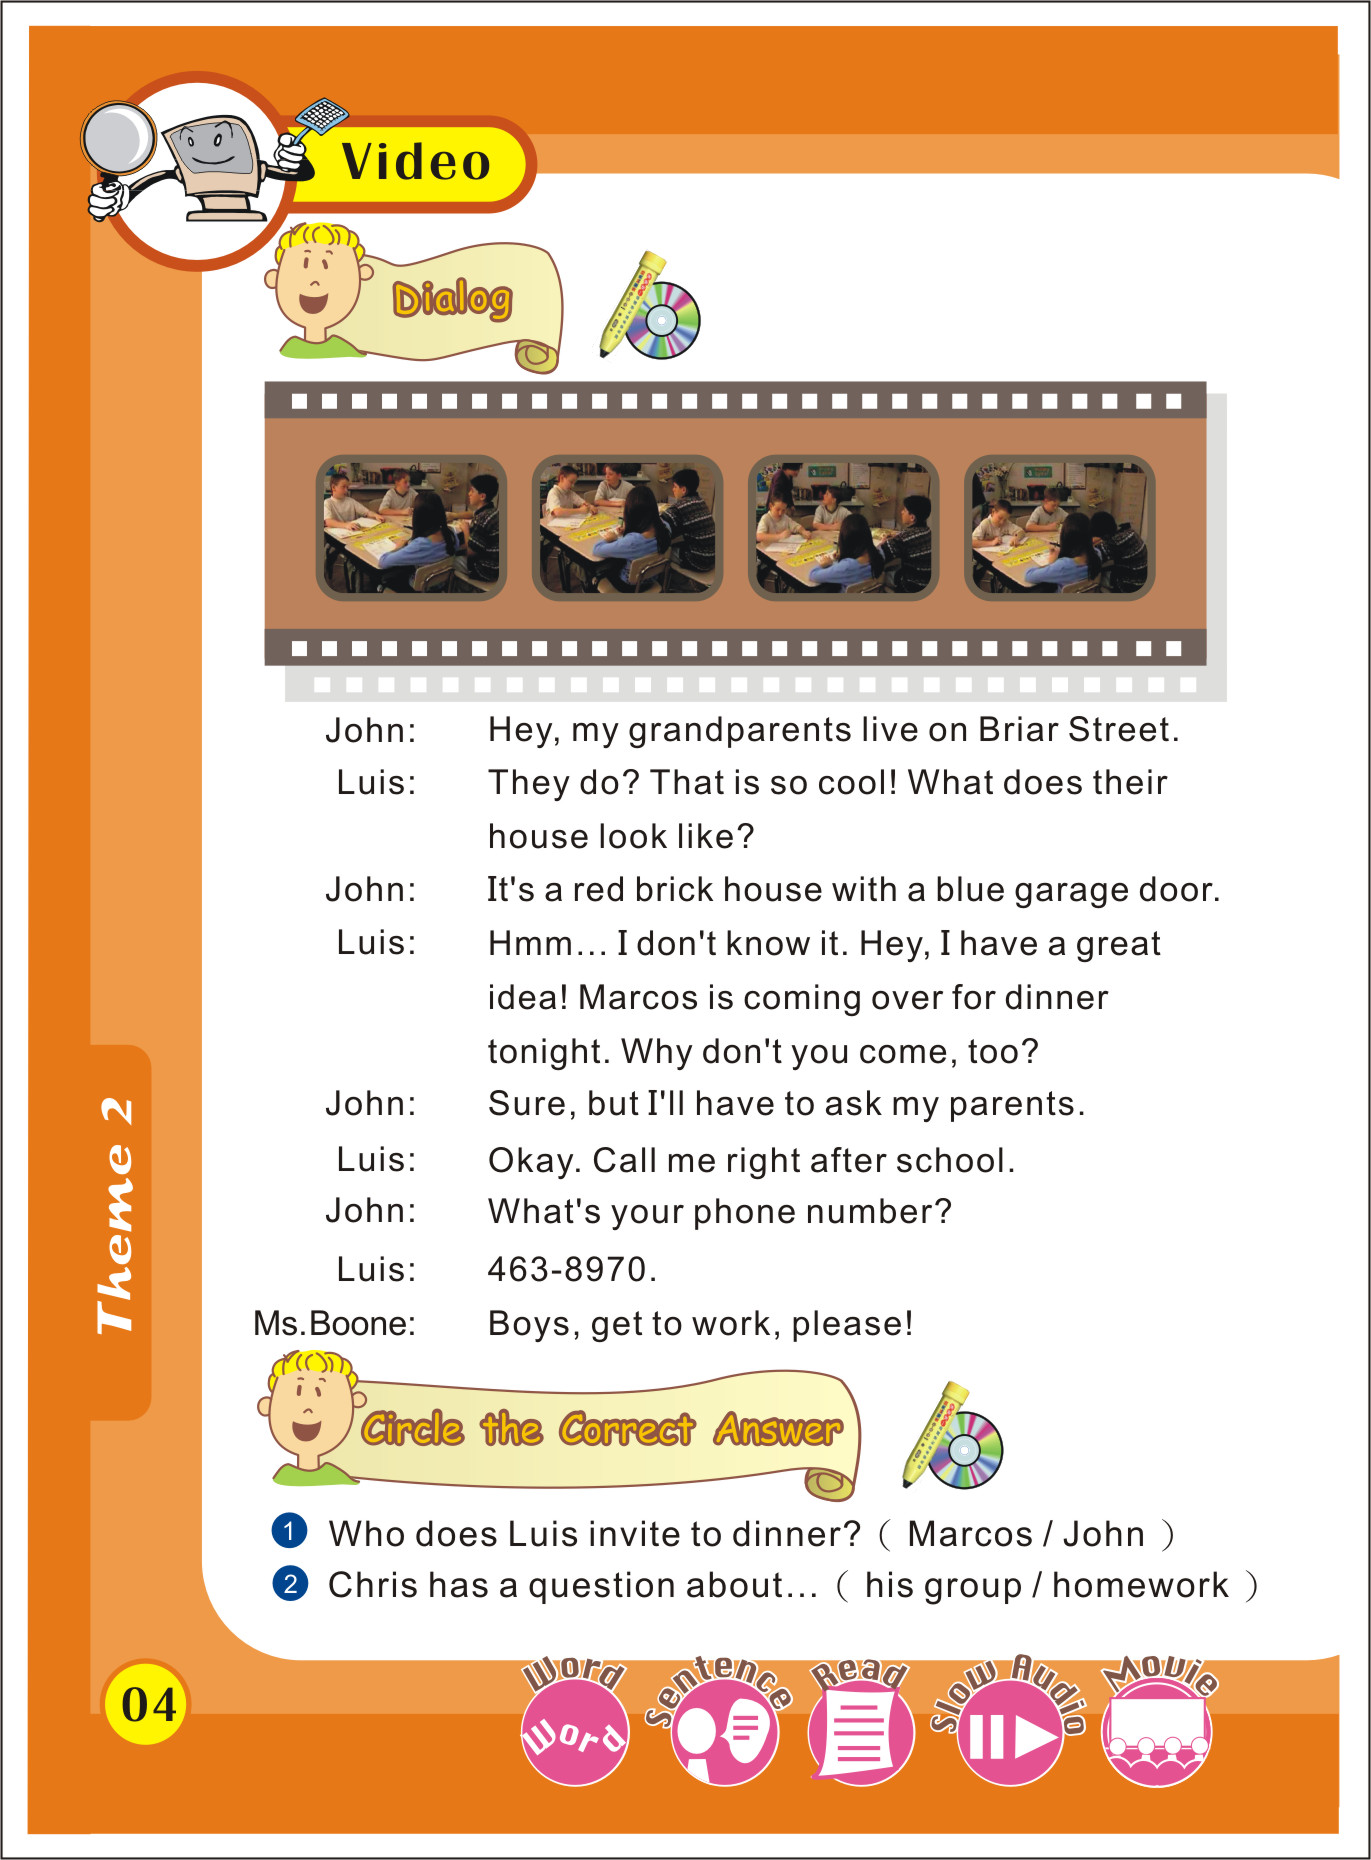 Video
Dialog
John: Hey, my grandparents live on Briar Street.
Luis: They do? That is so cool! What does their
house look like?
John: It's a red brick house with a blue garage door.
Luis: Hmm... I don't know it. Hey, I have a great
idea! Marcos is coming over for dinner
tonight. Why don't you come, too?
John: Sure, but I'll have to ask my parents.
Luis: Okay. Call me right after school.
John: What's your phone number?
Luis: 463-8970.
Ms.Boone: Boys, get to work, please!
Theme 2
Circle the Correct Answer
1 Who does Luis invite to dinner? ( Marcos / John )
2 Chris has a question about... ( his group / homework )
04
Word
Word
Sentence
Read
Slow Audio
Movie